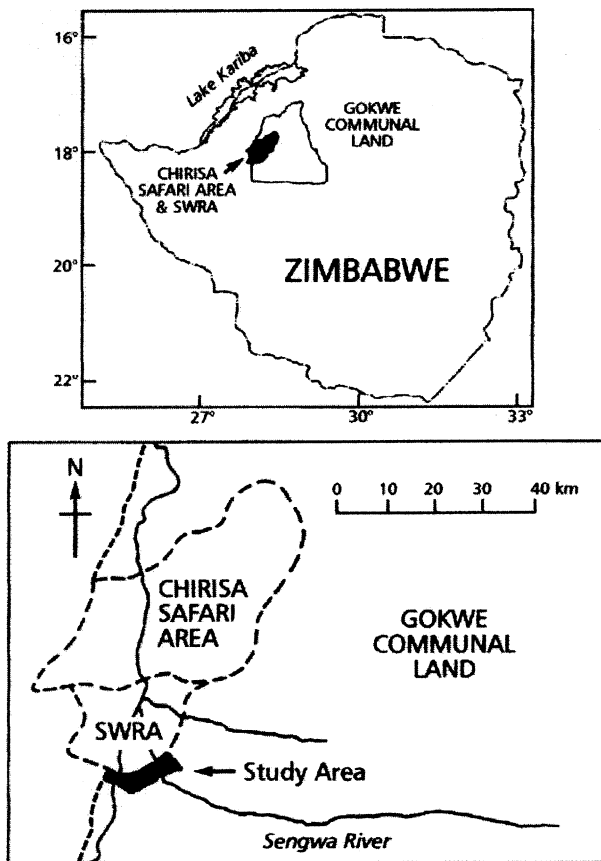 16°
18°
20°
22°
27°
30°
33°
Lake Kariba
GOKWE
COMMUNAL
LAND
CHIRISA
SAFARI AREA
& SWRA
ZIMBABWE
N
0 10 20 30 40 km
CHIRISA
SAFARI
AREA
GOKWE
COMMUNAL
LAND
SWRA
Study Area
Sengwa River